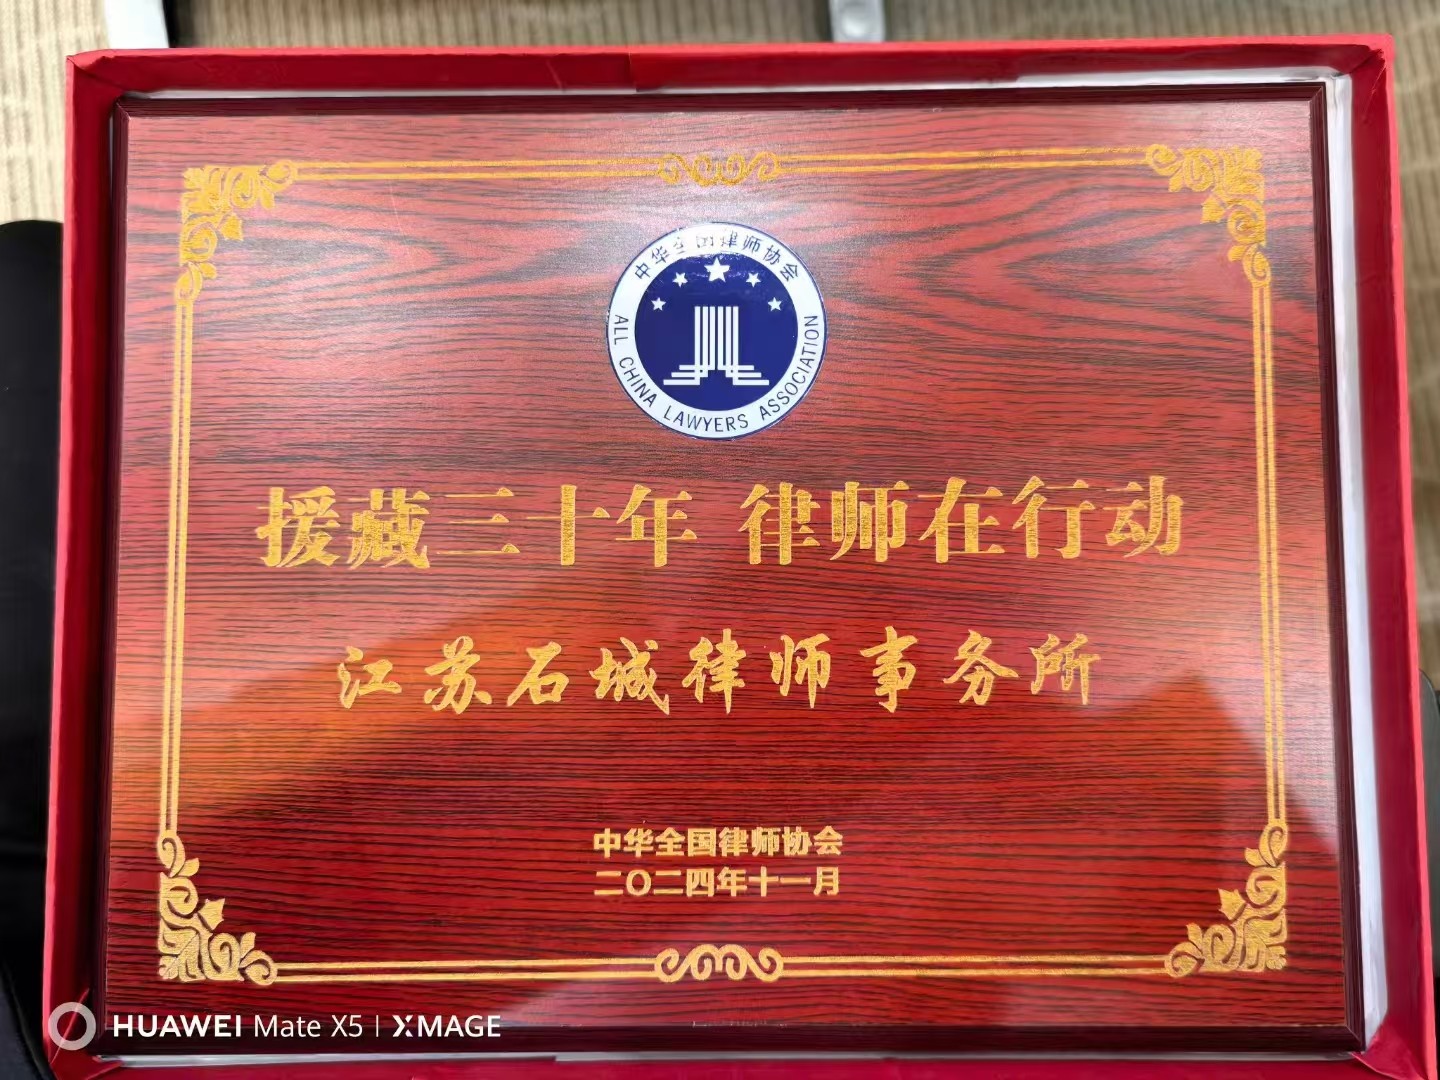 中华全国律师协会
ALL CHINA LAWYERS ASSOCIATION
援藏三十年 律师在行动
江苏石城律师事务所
中华全国律师协会
二〇二四年十一月
HUAWEI Mate X5 | XMAGE